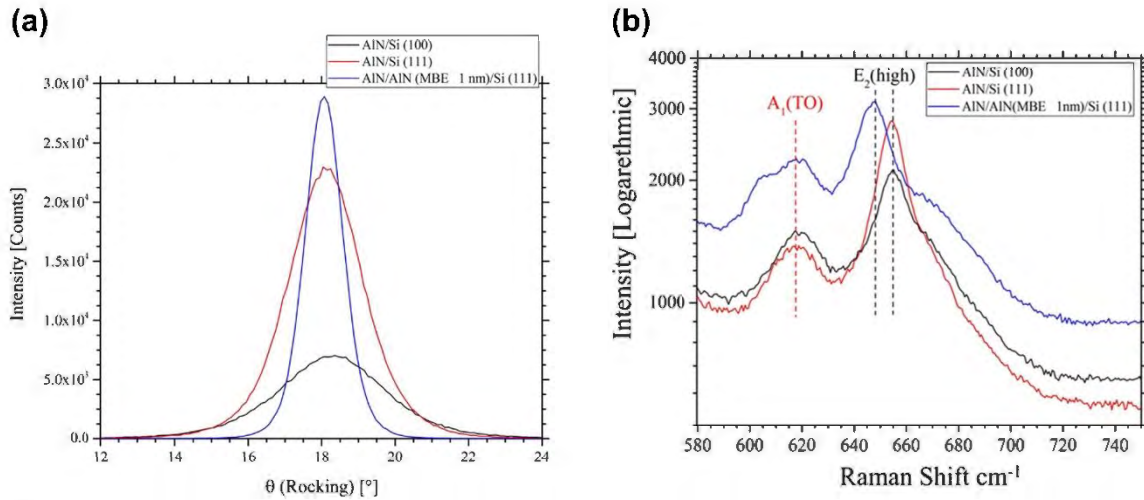 (a)
AlN/Si (100)
AlN/Si (111)
AlN/AlN (MBE 1 nm)/Si (111)
3.0x10⁴
2.5x10⁴
2.0x10⁴
1.5x10⁴
1.0x10⁴
5.0x10³
0.0
Intensity [Counts]
12 14 16 18 20 22 24
θ (Rocking) [°]
(b)
AlN/Si (100)
AlN/Si (111)
AlN/AlN(MBE 1nm)/Si (111)
E₂(high)
A₁(TO)
4000
3000
2000
1000
Intensity [Logarethmic]
580 600 620 640 660 680 700 720 740
Raman Shift cm⁻¹